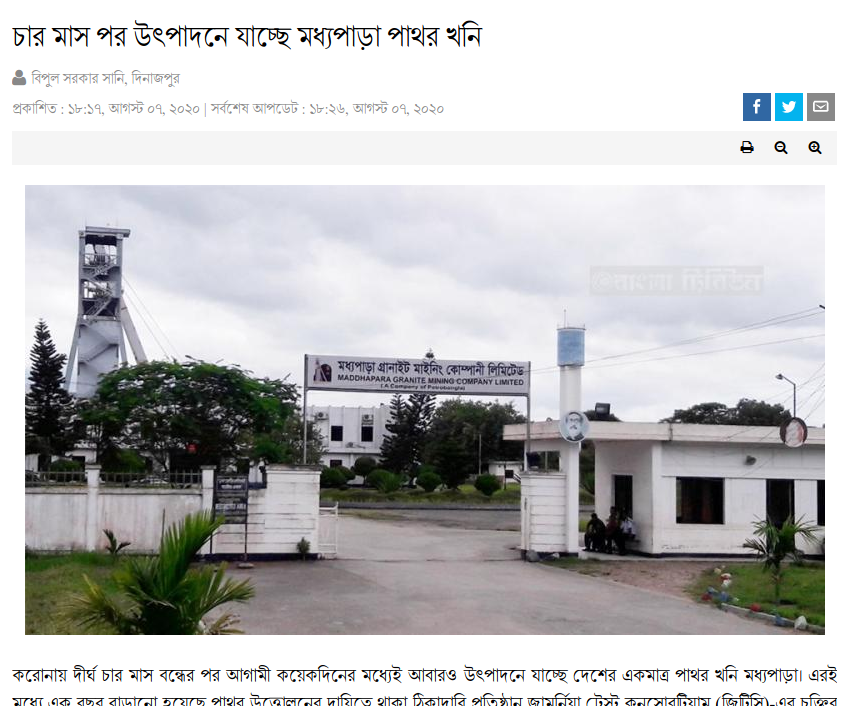 চার মাস পর উৎপাদনে যাচ্ছে মধ্যপাড়া পাথর খনি
বিপুল সরকার সানি, দিনাজপুর
প্রকাশিত : ১৮:১৭, আগস্ট ০৭, ২০২০ | সর্বশেষ আপডেট : ১৮:২৬, আগস্ট ০৭, ২০২০
@বাংলা ট্রিবিউন
মধ্যপাড়া গ্রানাইট মাইনিং কোম্পানী লিমিটেড
MADDHAPARA GRANITE MINING COMPANY LIMITED
(A Company of Petrobangla)
করোনায় দীর্ঘ চার মাস বন্ধের পর আগামী কয়েকদিনের মধ্যেই আবারও উৎপাদনে যাচ্ছে দেশের একমাত্র পাথর খনি মধ্যপাড়া। এরই
মধ্যে এক বছর বাড়ানো হয়েছে পাথর উত্তোলনের দায়িতে থাকা ঠিকাদারি প্রতিষ্ঠান জার্মানিয়া ট্রেস্ট কনসোরটিয়াম (জিটিসি)-এর চুক্তির